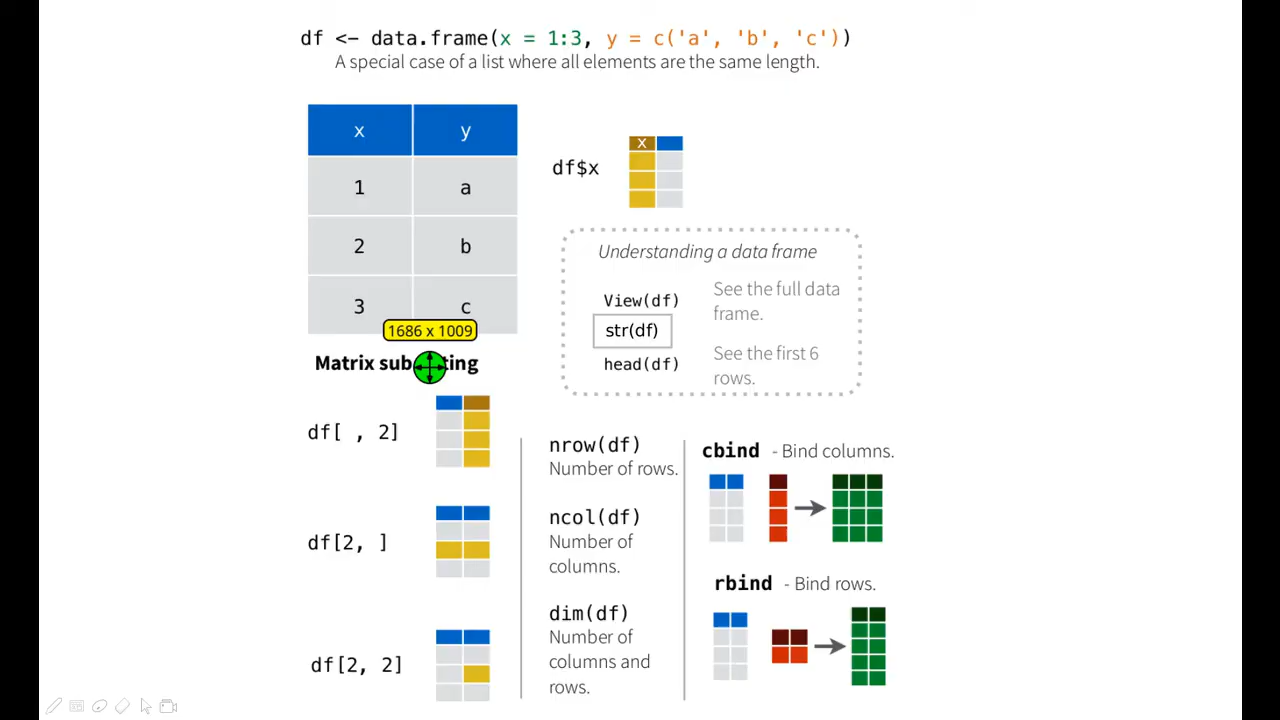 df <- data.frame(x = 1:3, y = c('a', 'b', 'c'))
A special case of a list where all elements are the same length.
x y
1 a
2 b
3 c
1686 x 1009
df$x
x
Understanding a data frame
View(df) See the full data
frame.
str(df)
head(df) See the first 6
rows.
Matrix sub ting
df[ , 2]
df[2, ]
df[2, 2]
nrow(df)
Number of rows.
ncol(df)
Number of
columns.
dim(df)
Number of
columns and
rows.
cbind - Bind columns.
rbind - Bind rows.